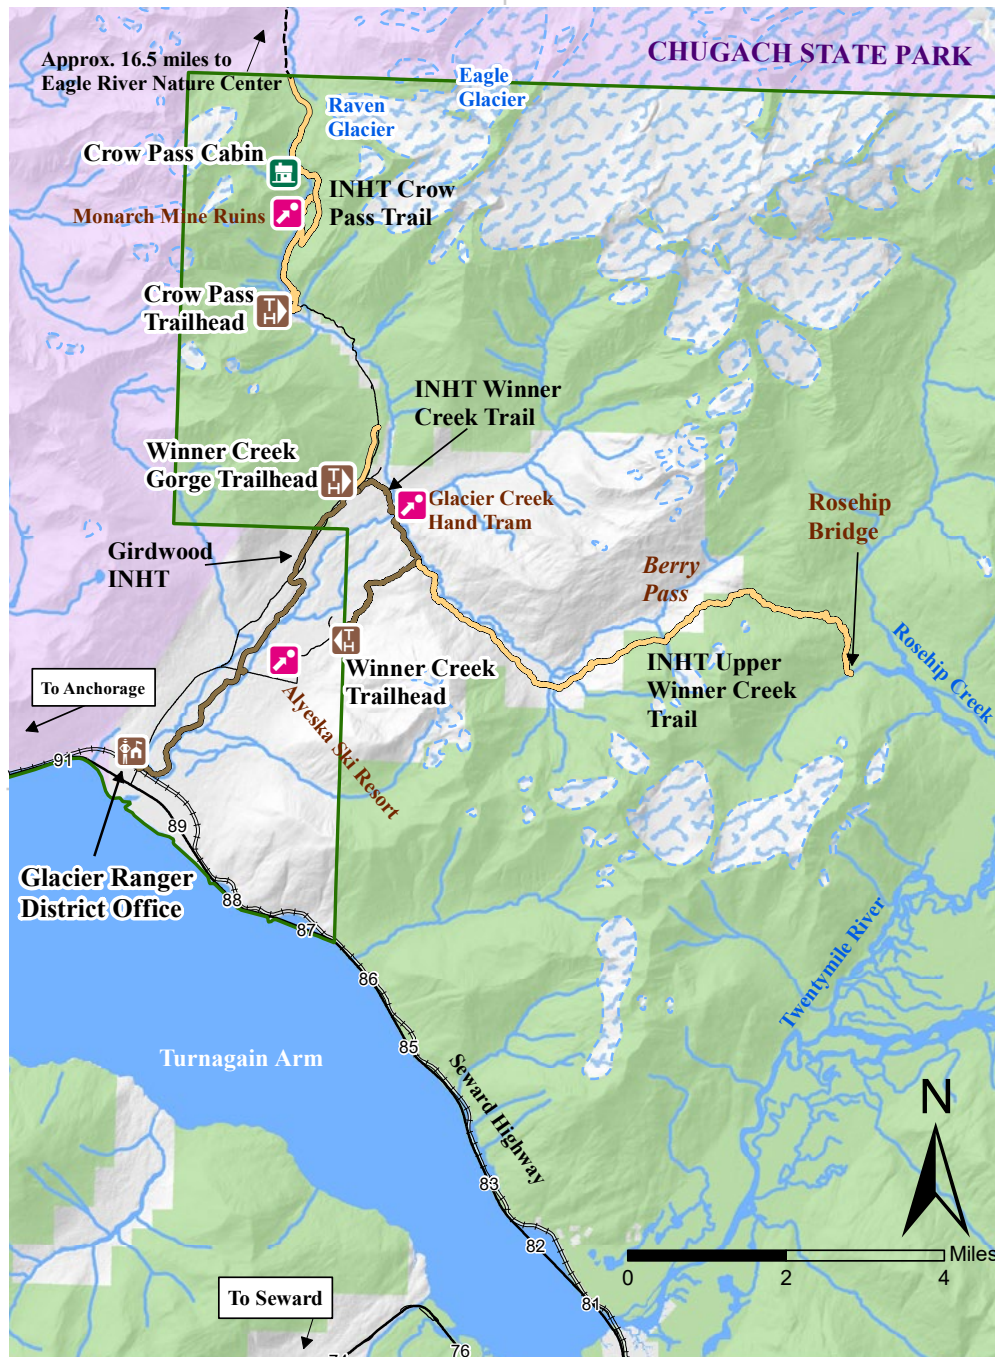 Approx. 16.5 miles to
Eagle River Nature Center
CHUGACH STATE PARK
Eagle
Glacier
Raven
Glacier
Crow Pass Cabin
INHT Crow
Pass Trail
Monarch Mine Ruins
Crow Pass
Trailhead
TH
INHT Winner
Creek Trail
Winner Creek
Gorge Trailhead
TH
Glacier Creek
Hand Tram
Rosehip
Bridge
Girdwood
INHT
Berry
Pass
Rosehip Creek
TH
Winner Creek
Trailhead
INHT Upper
Winner Creek
Trail
To Anchorage
Alyeska Ski Resort
91
89
Glacier Ranger
District Office
88
87
86
Twentymile River
85
Turnagain Arm
Seward Highway
N
83
82
Miles
0 2 4
81
To Seward
76